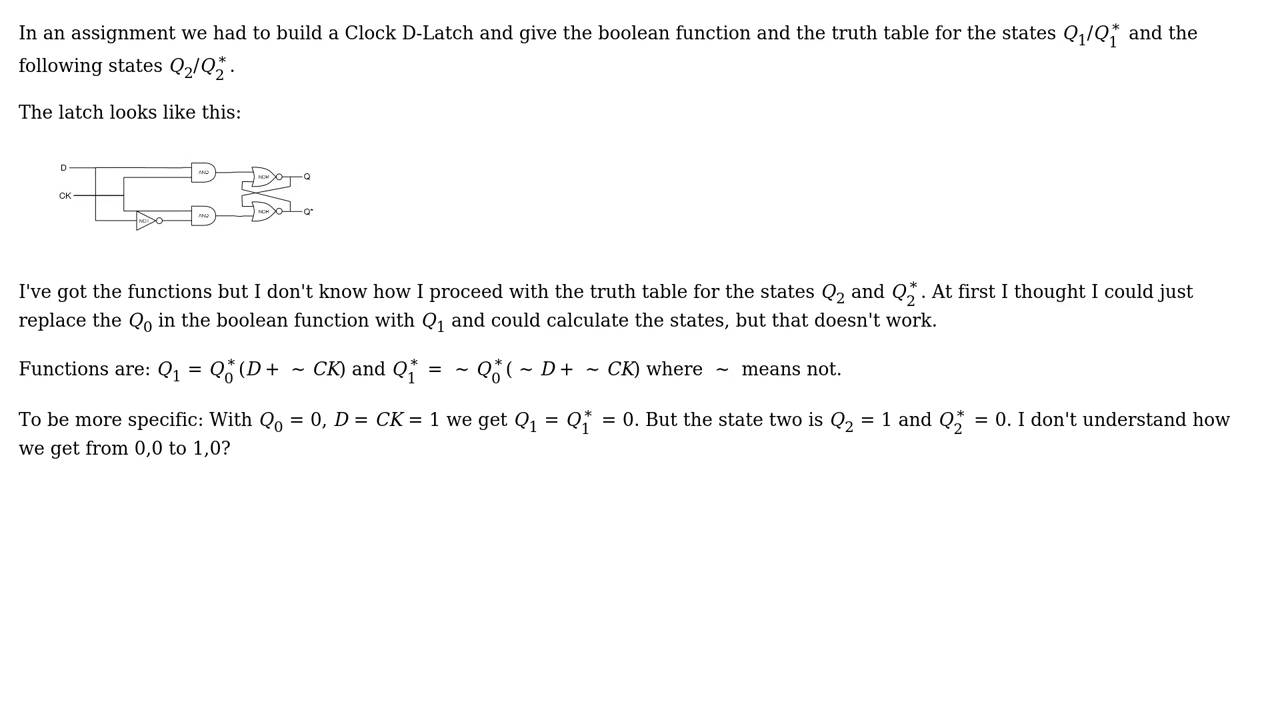 In an assignment we had to build a Clock D-Latch and give the boolean function and the truth table for the states Q₁/Q₁* and the
following states Q₂/Q₂*.
The latch looks like this:
D
AND
NOR
Q
CK
AND
NOR
Q*
NOT
I've got the functions but I don't know how I proceed with the truth table for the states Q₂ and Q₂*. At first I thought I could just
replace the Q₀ in the boolean function with Q₁ and could calculate the states, but that doesn't work.
Functions are: Q₁ = Q₀*(D + ∼ CK) and Q₁* = ∼ Q₀*( ∼ D + ∼ CK) where ∼ means not.
To be more specific: With Q₀ = 0, D = CK = 1 we get Q₁ = Q₁* = 0. But the state two is Q₂ = 1 and Q₂* = 0. I don't understand how
we get from 0,0 to 1,0?